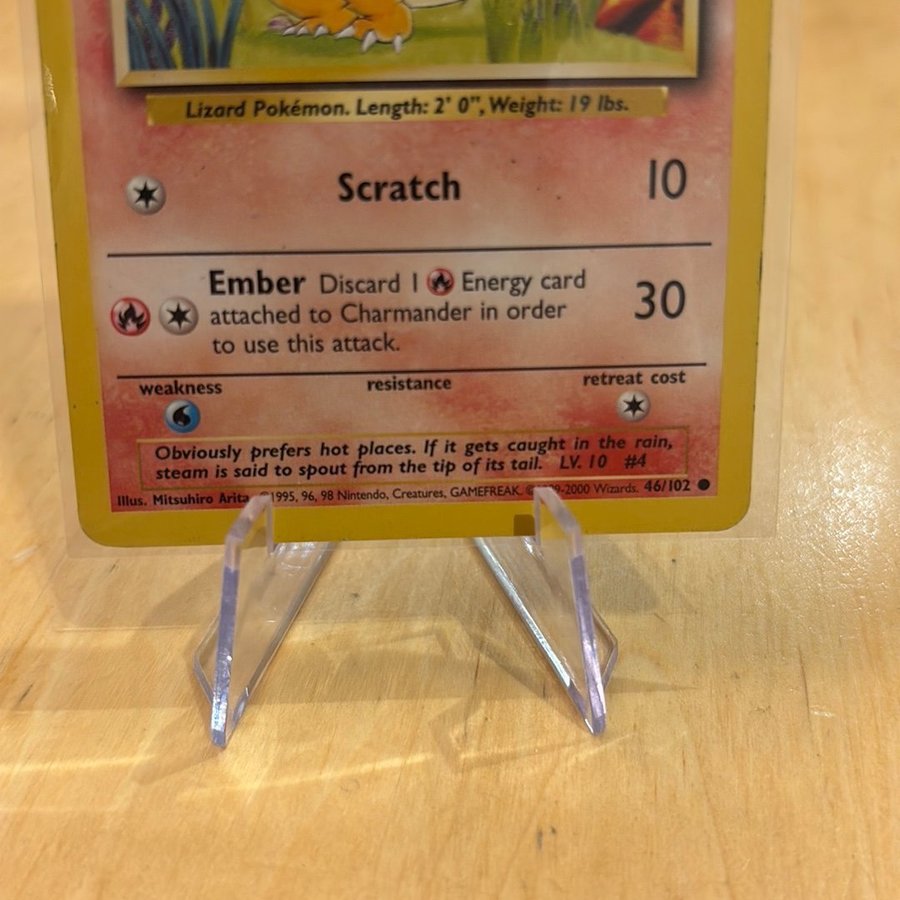 Lizard Pokémon. Length: 2' 0", Weight: 19 lbs.
Scratch 10
Ember Discard 1 Energy card
attached to Charmander in order
to use this attack.
30
weakness resistance retreat cost
Obviously prefers hot places. If it gets caught in the rain,
steam is said to spout from the tip of its tail. LV. 10 #4
Illus. Mitsuhiro Arita ©1995, 96, 98 Nintendo, Creatures, GAMEFREAK. -2000 Wizards. 46/102